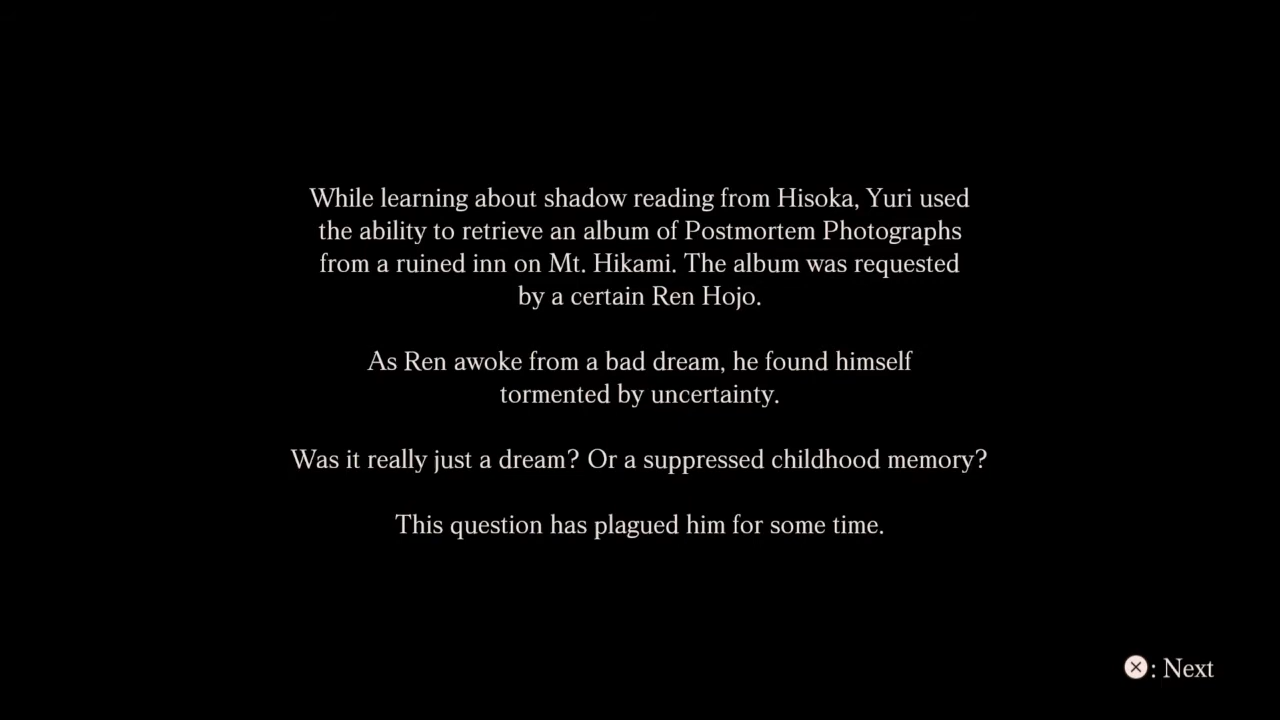 While learning about shadow reading from Hisoka, Yuri used
the ability to retrieve an album of Postmortem Photographs
from a ruined inn on Mt. Hikami. The album was requested
by a certain Ren Hojo.
As Ren awoke from a bad dream, he found himself
tormented by uncertainty.
Was it really just a dream? Or a suppressed childhood memory?
This question has plagued him for some time.
ⓧ: Next